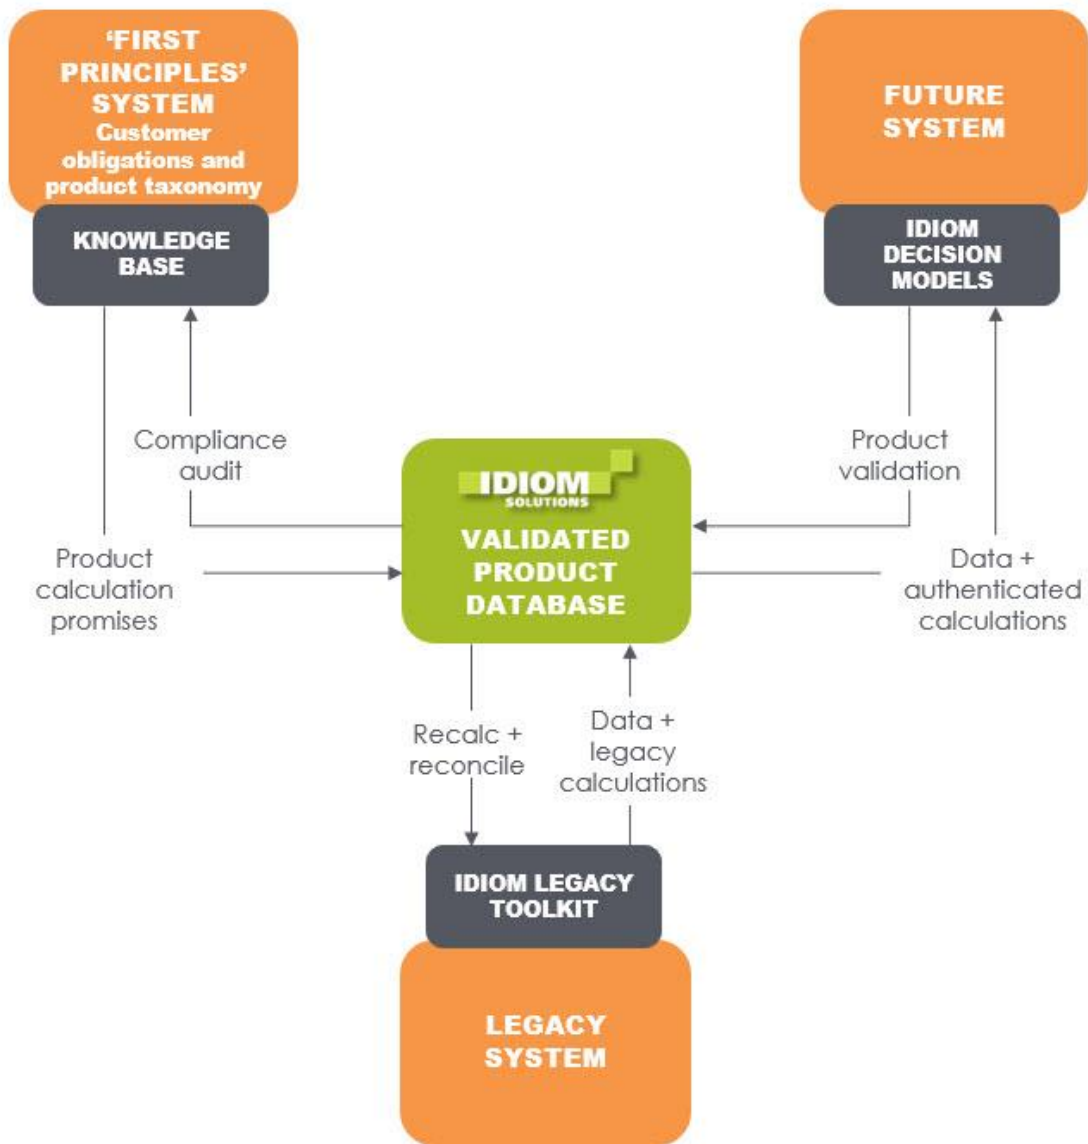 ‘FIRST
PRINCIPLES’
SYSTEM
Customer
obligations and
product taxonomy
KNOWLEDGE
BASE
FUTURE
SYSTEM
IDIOM
DECISION
MODELS
Compliance
audit
Product
calculation
promises
IDIOM
SOLUTIONS
VALIDATED
PRODUCT
DATABASE
Product
validation
Data +
authenticated
calculations
Recalc +
reconcile
Data +
legacy
calculations
IDIOM LEGACY
TOOLKIT
LEGACY
SYSTEM